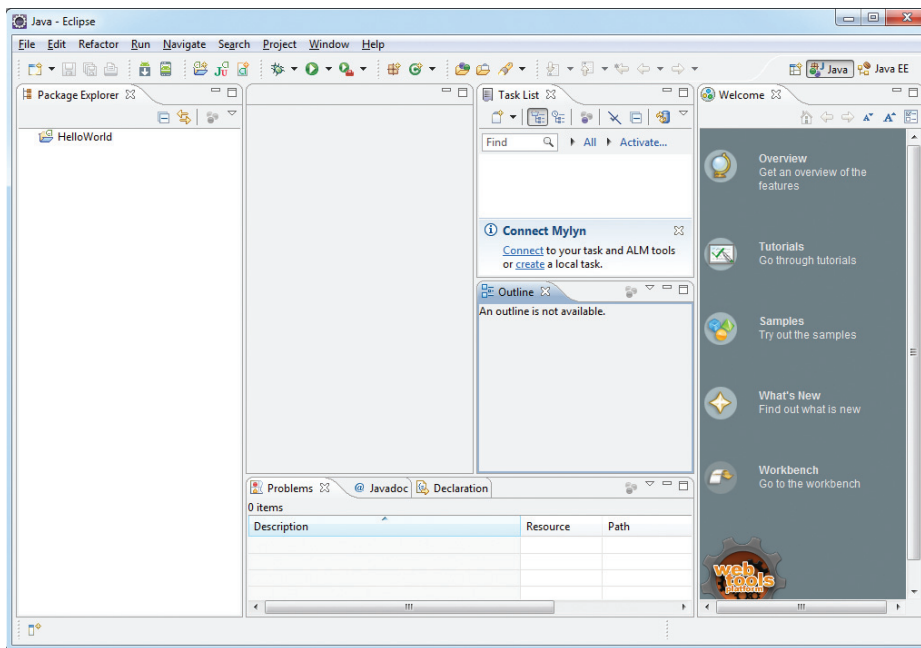 Java - Eclipse
File Edit Refactor Run Navigate Search Project Window Help
Java Java EE
Package Explorer
HelloWorld
Task List
Find All Activate...
Connect Mylyn
Connect to your task and ALM tools
or create a local task.
Outline
An outline is not available.
Welcome
Overview
Get an overview of the
features
Tutorials
Go through tutorials
Samples
Try out the samples
What's New
Find out what is new
Workbench
Go to the workbench
web
tools
platform
Problems @ Javadoc Declaration
0 items
Description Resource Path